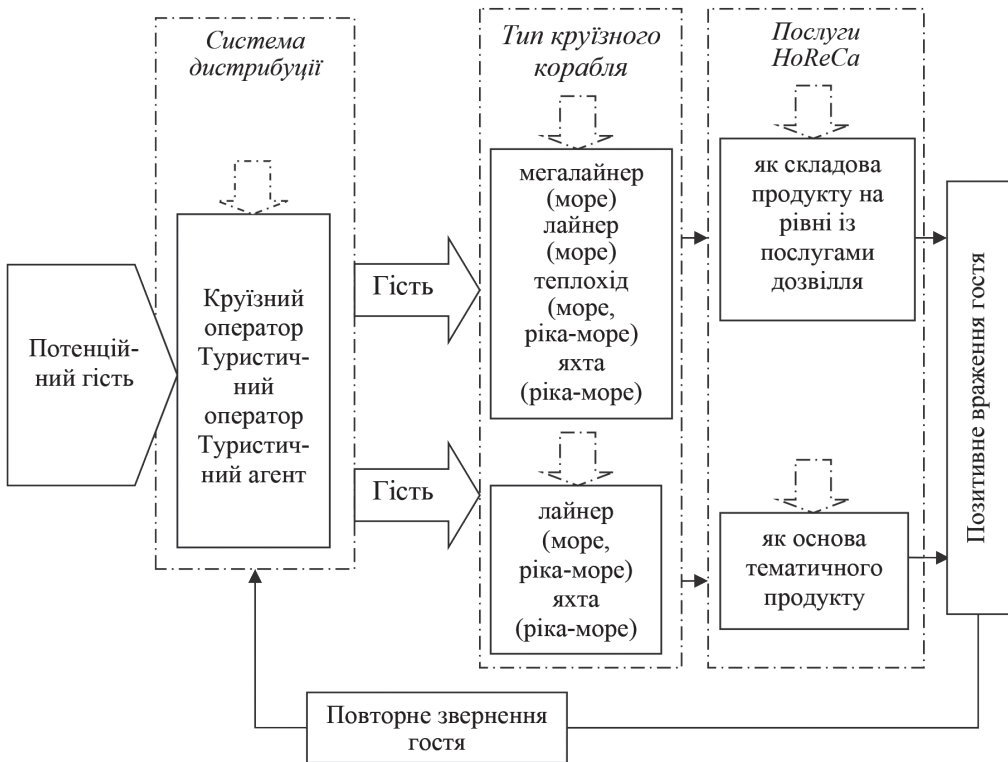 Система
дистрибуції
Тип круїзного
корабля
Послуги
HoReCa
Потенцій-
ний гість
Круїзний
оператор
Туристич-
ний
оператор
Туристич-
ний агент
Гість
Гість
мегалайнер
(море)
лайнер
(море)
теплохід
(море,
ріка-море)
яхта
(ріка-море)
лайнер
(море,
ріка-море)
яхта
(ріка-море)
як складова
продукту на
рівні із
послугами
дозвілля
як основа
тематичного
продукту
Позитивне враження гостя
Повторне звернення
гостя